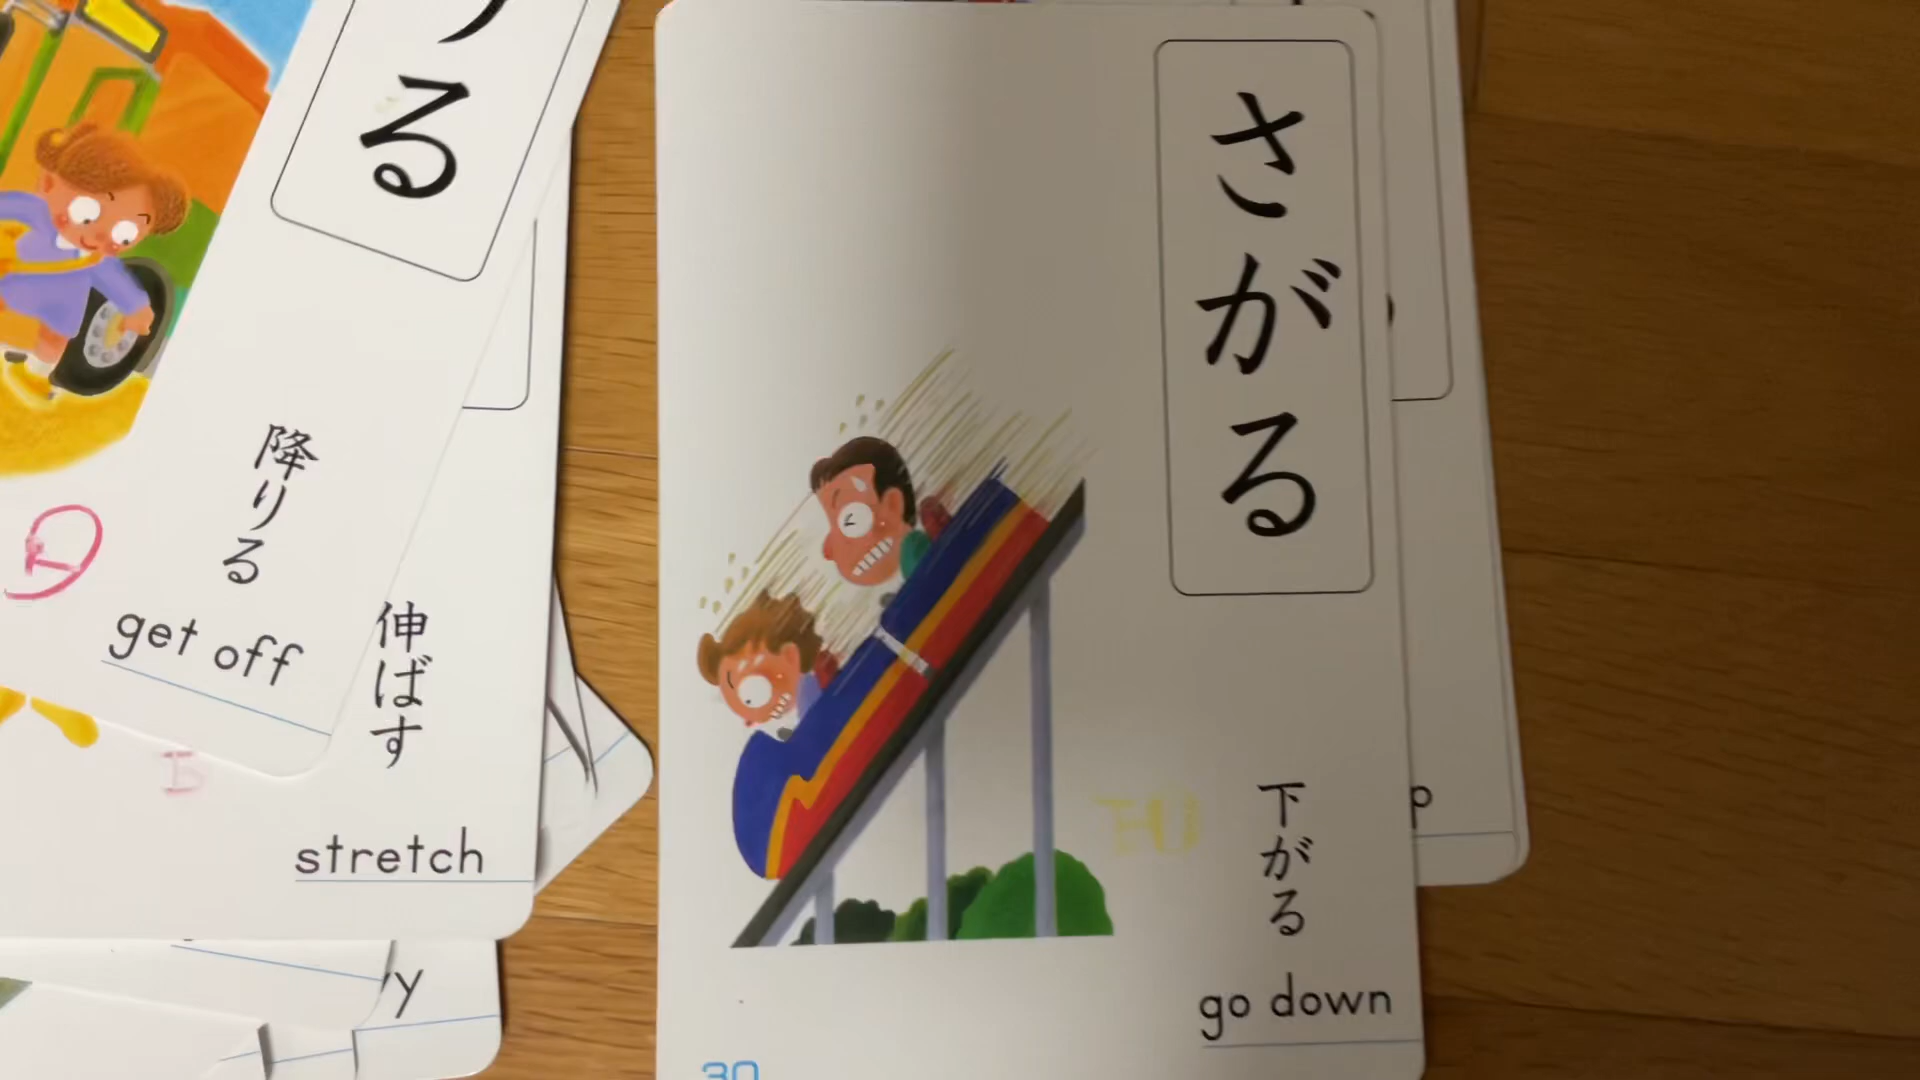 さがる
下がる
go down
30
る
降りる
get off
伸ばす
stretch
y
p